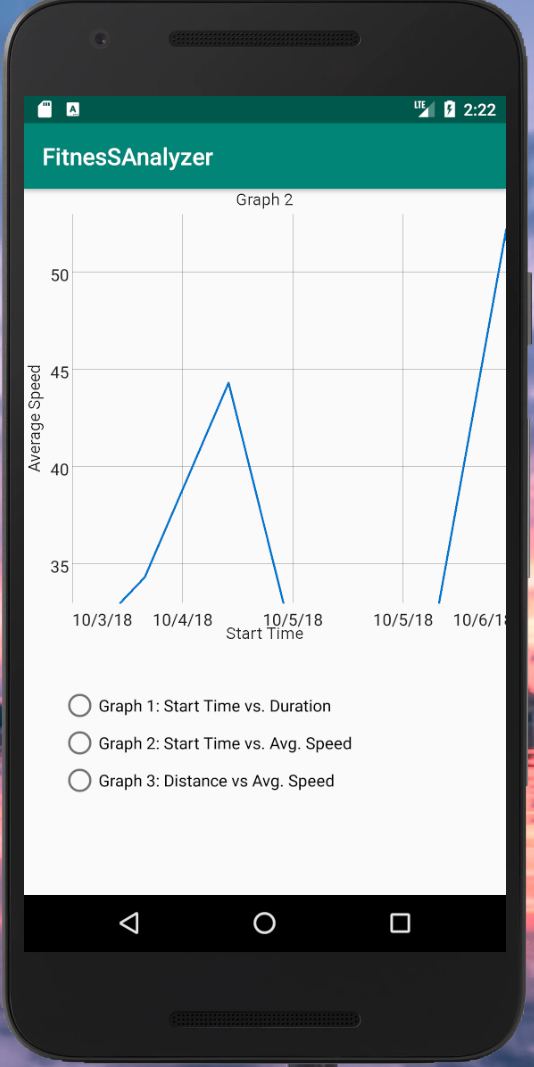 LTE 2:22
FitnesSAnalyzer
Graph 2
50
45
40
35
Average Speed
10/3/18 10/4/18 10/5/18 10/5/18 10/6/1
Start Time
Graph 1: Start Time vs. Duration
Graph 2: Start Time vs. Avg. Speed
Graph 3: Distance vs Avg. Speed